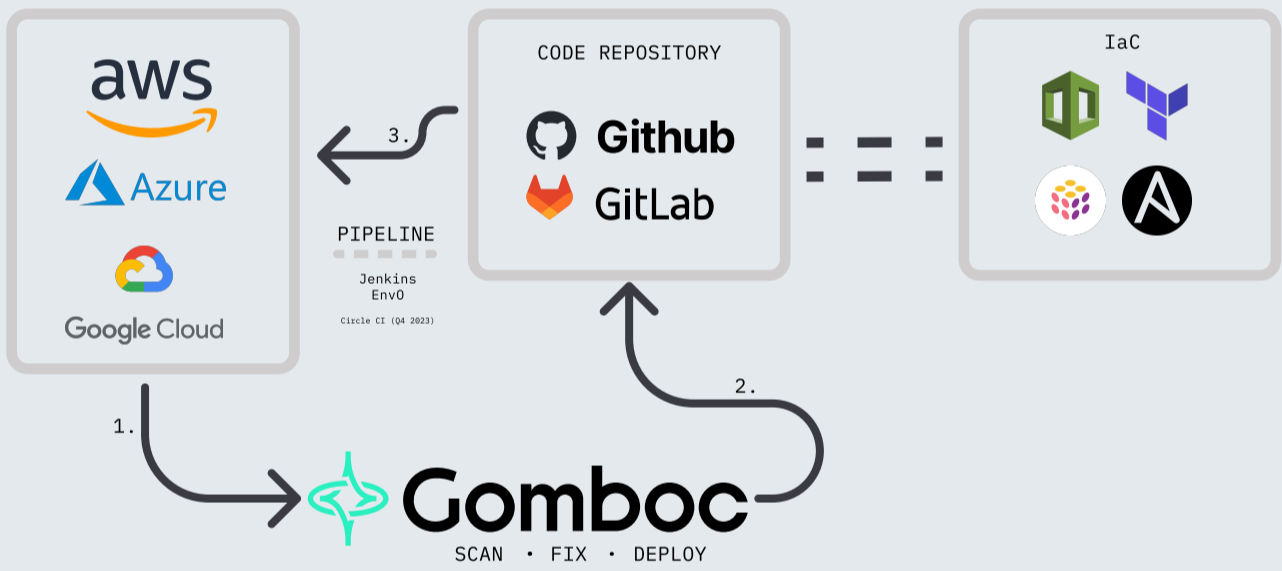 aws
Azure
Google Cloud
3.
PIPELINE
Jenkins
Env0
Circle CI (Q4 2023)
CODE REPOSITORY
Github
GitLab
IaC
1.
2.
Gomboc
SCAN · FIX · DEPLOY